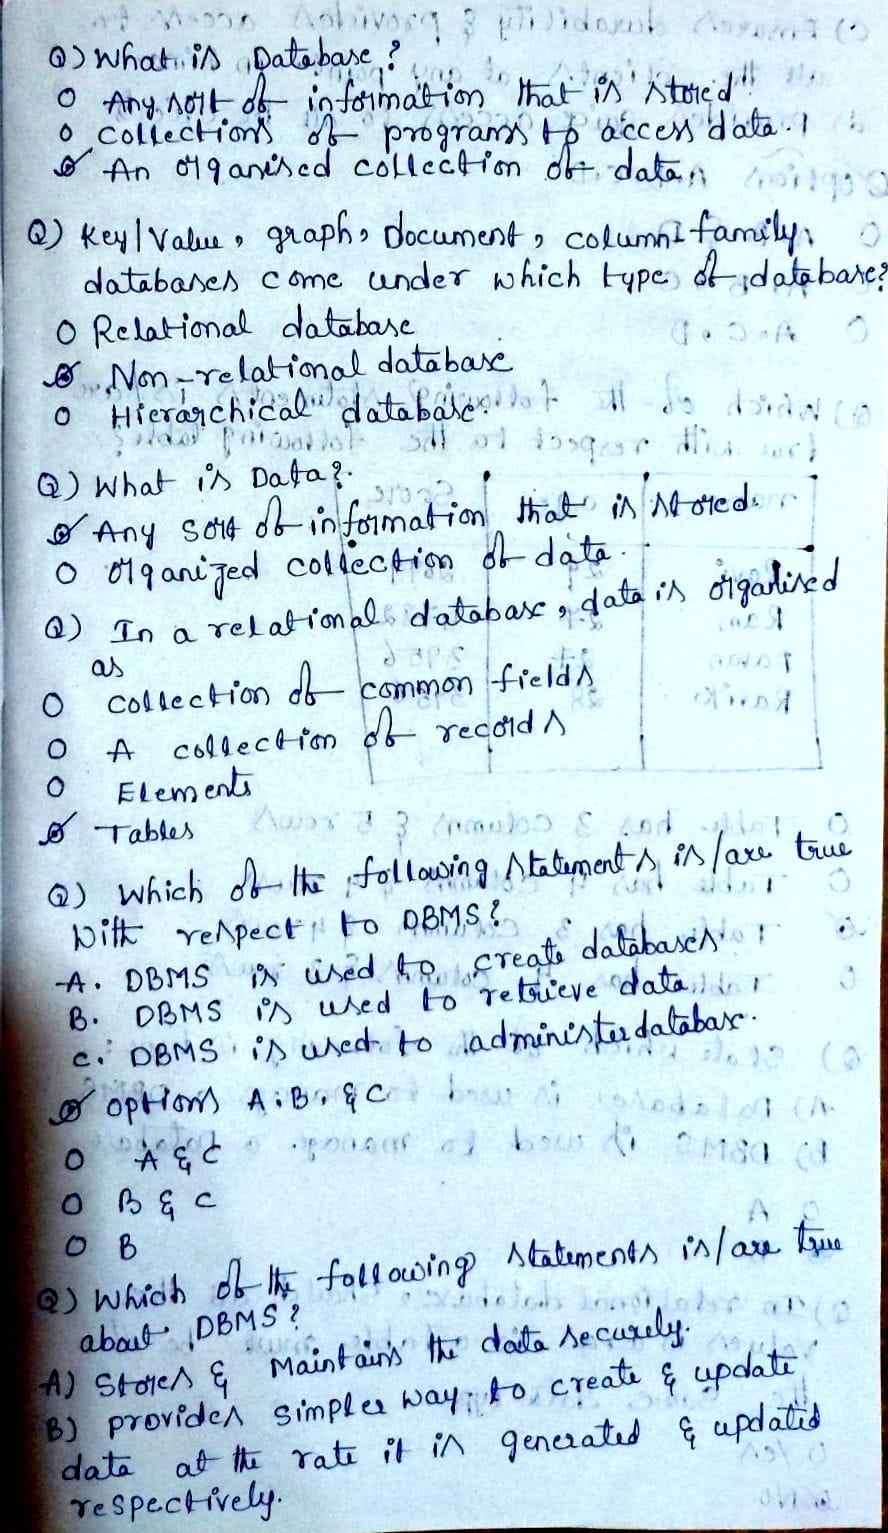 Q) What is Database?
O Any sort of information that is stored.
O collections of programs to access data.
Ø An organised collection of data.
Q) Key/Value, graph, document, column family
databases come under which type of database?
O Relational database
Ø Non-relational database
O Hierarchical database.
Q) What is Data?
Ø Any sort of information that is stored.
O Organized collection of data.
Q) In a relational database, data is organised
as
O collection of common fields
O A collection of records
O Elements
Ø Tables
Q) Which of the following statements is/are true
With respect to DBMS?
A. DBMS is used to create databases
B. DBMS is used to retrieve data
C. DBMS is used to administer database.
Ø options A, B, & C
O A & C
O B & C
O B
Q) Which of the following statements is/are true
about DBMS?
A) Stores & Maintains the data securely.
B) provides simpler way to create & update
data at the rate it is generated & updated
respectively.